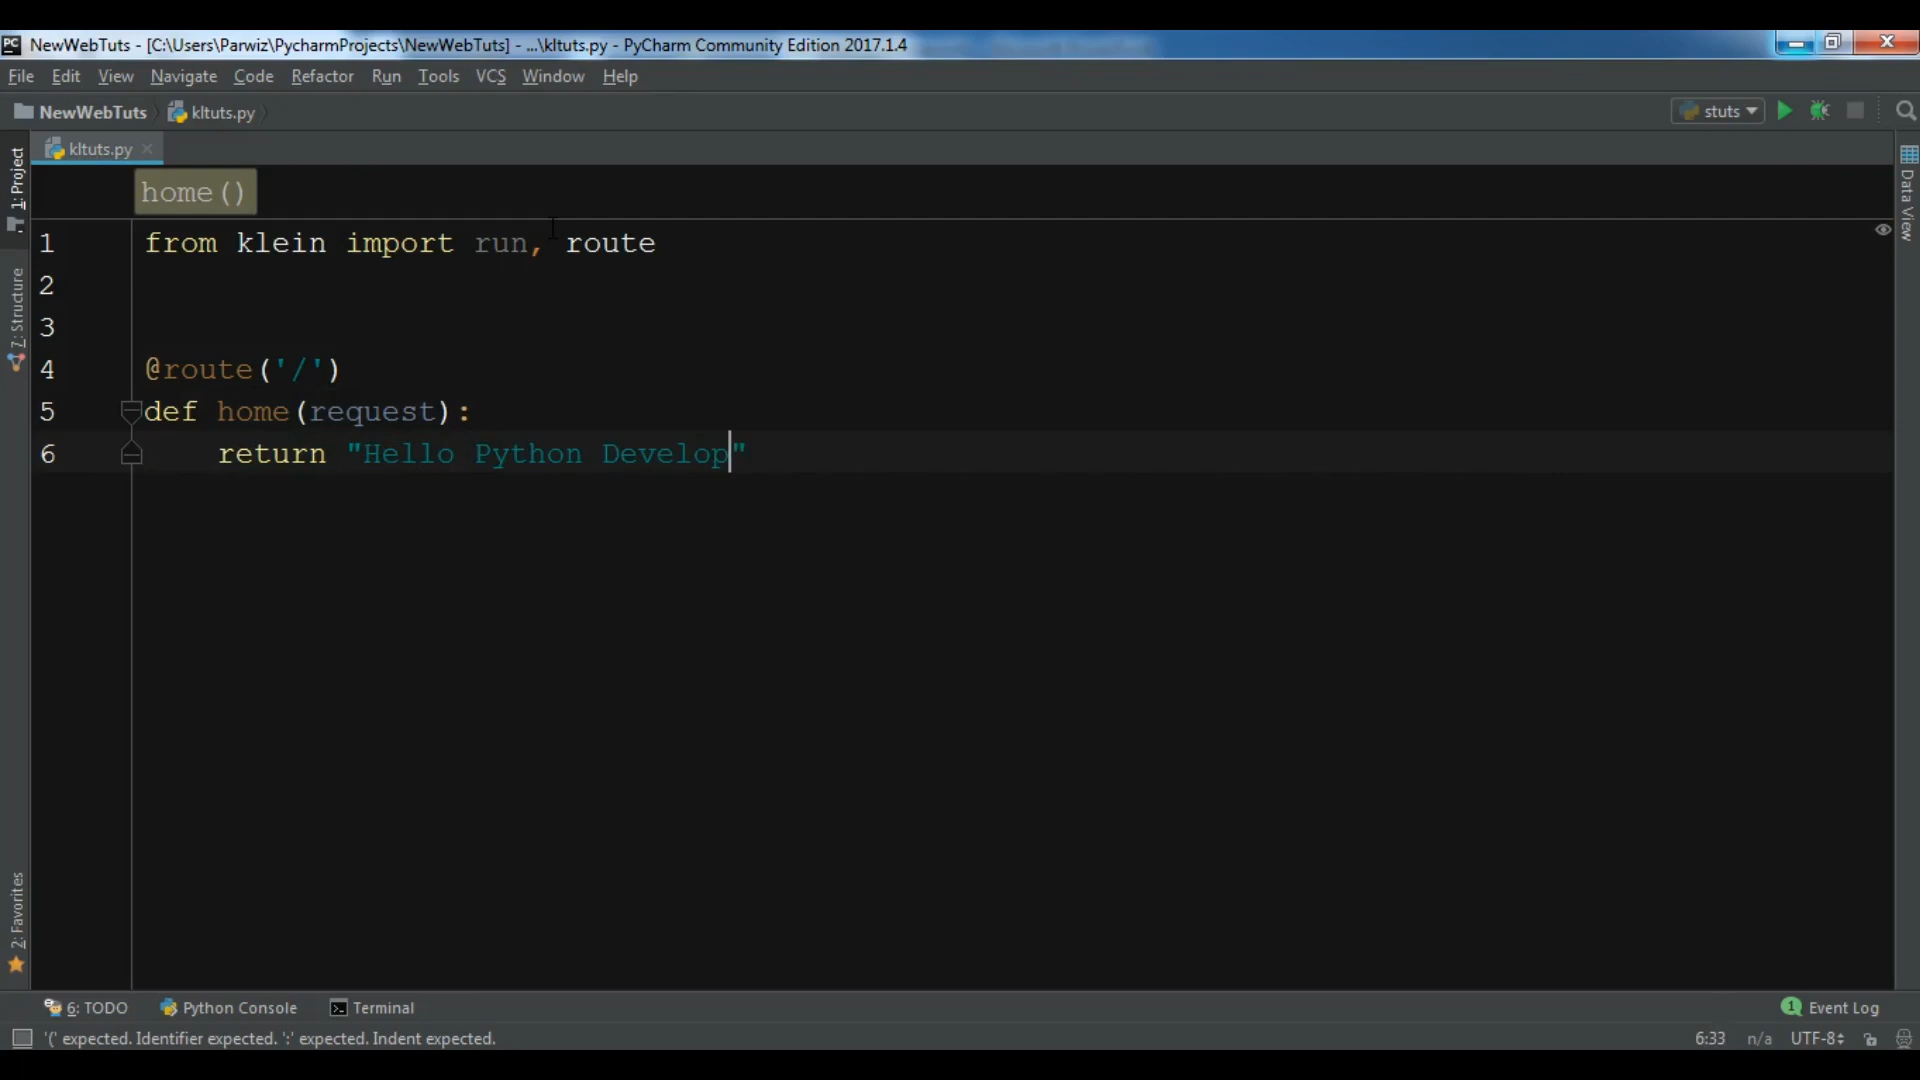 PC NewWebTuts - [C:\Users\Parwiz\PycharmProjects\NewWebTuts] - ...\kltuts.py - PyCharm Community Edition 2017.1.4
File Edit View Navigate Code Refactor Run Tools VCS Window Help
NewWebTuts kltuts.py stuts
kltuts.py
home()
1 from klein import run, route
2
3
4 @route('/')
5 def home(request):
6 return "Hello Python Develop"
1: Project
7: Structure
2: Favorites
Data View
6: TODO Python Console Terminal 1 Event Log
'(' expected. Identifier expected. ':' expected. Indent expected. 6:33 n/a UTF-8